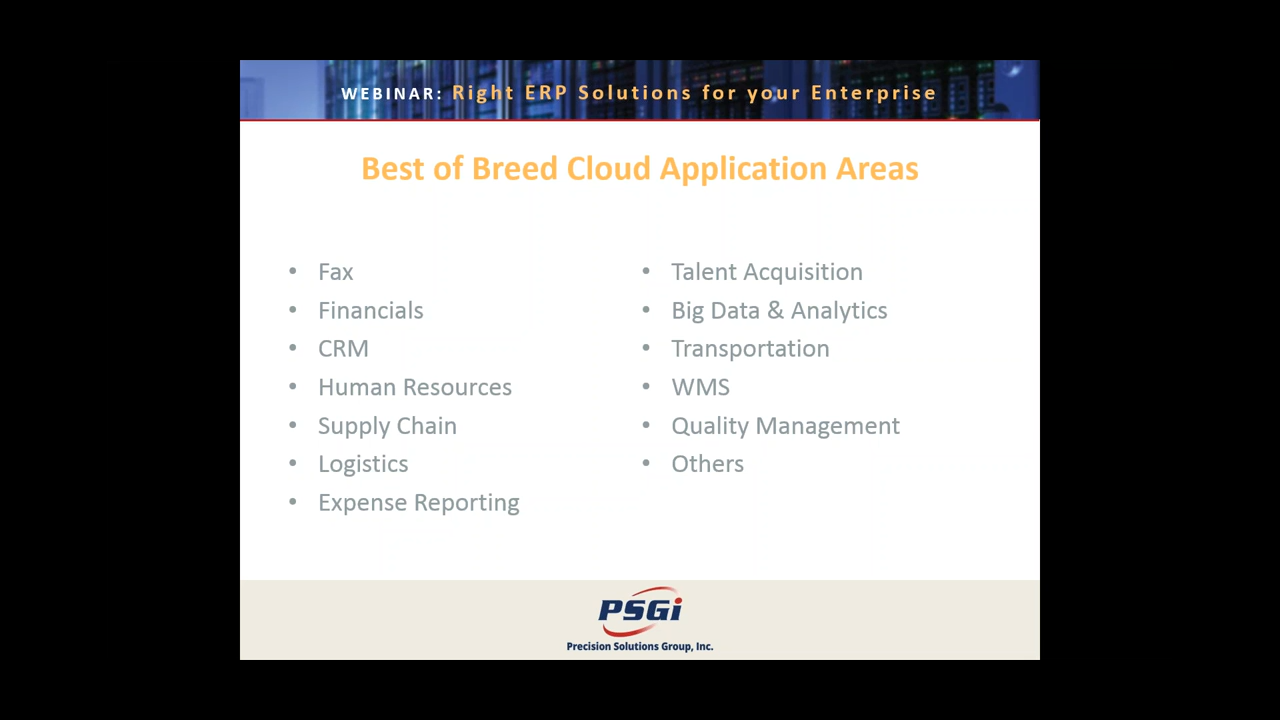 WEBINAR: Right ERP Solutions for your Enterprise
Best of Breed Cloud Application Areas
• Fax
• Financials
• CRM
• Human Resources
• Supply Chain
• Logistics
• Expense Reporting
• Talent Acquisition
• Big Data & Analytics
• Transportation
• WMS
• Quality Management
• Others
PSGi
Precision Solutions Group, Inc.